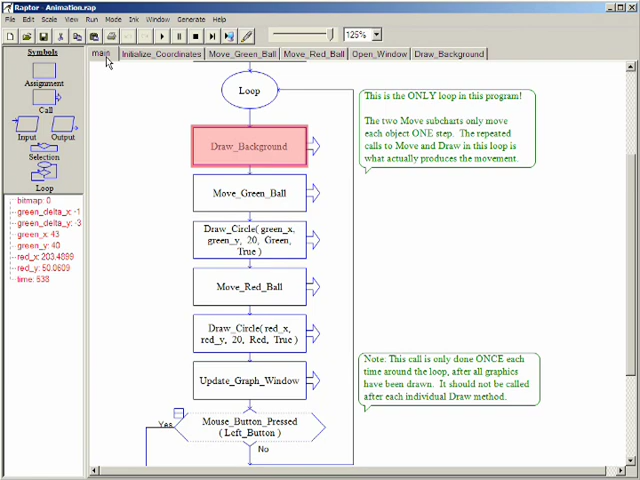 Raptor - Animation.rap
File Edit Scale View Run Mode Ink Window Generate Help
125%
Symbols
Assignment
Call
Input Output
Selection
Loop
main Initialize_Coordinates Move_Green_Ball Move_Red_Ball Open_Window Draw_Background
bitmap: 0
green_delta_x: -1
green_delta_y: -3
green_x: 43
green_y: 40
red_x: 203.4899
red_y: 50.0609
time: 538
Loop
Draw_Background
Move_Green_Ball
Draw_Circle( green_x,
green_y, 20, Green,
True )
Move_Red_Ball
Draw_Circle( red_x,
red_y, 20, Red, True )
Update_Graph_Window
Yes
Mouse_Button_Pressed
( Left_Button )
No
This is the ONLY loop in this program!
The two Move subcharts only move
each object ONE step. The repeated
calls to Move and Draw in this loop is
what actually produces the movement.
Note: This call is only done ONCE each
time around the loop, after all graphics
have been drawn. It should not be called
after each individual Draw method.